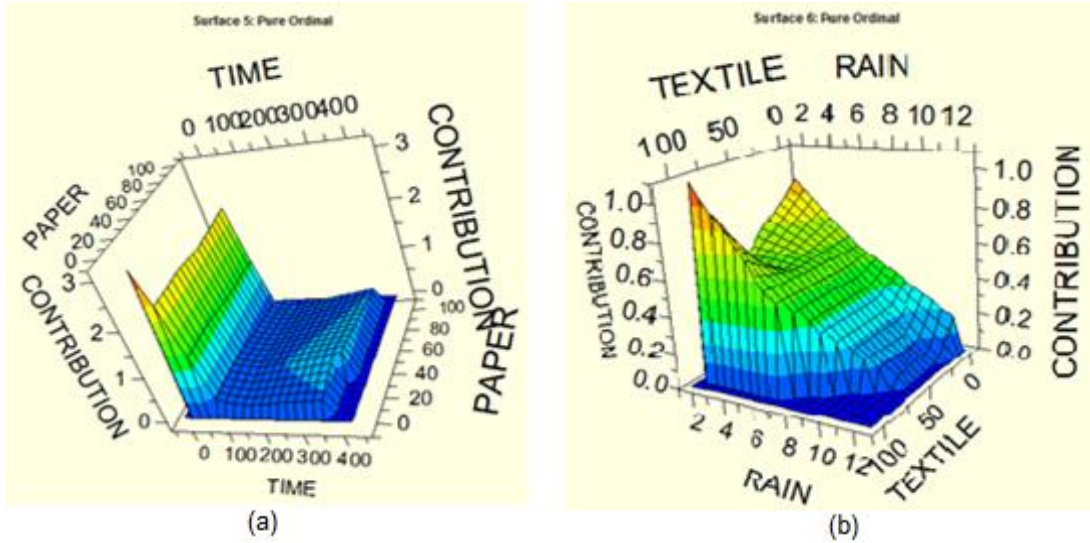 Surface 5: Pure Ordinal
TIME
0 100 200 300 400
PAPER
100
80
60
40
20
0
CONTRIBUTION
3
2
1
0
CONTRIBUTION
3
2
1
0
PAPER
100
80
60
40
20
0
0 100 200 300 400
TIME
(a)
Surface 6: Pure Ordinal
TEXTILE RAIN
100 50 0 2 4 6 8 10 12
CONTRIBUTION
1.0
0.8
0.6
0.4
0.2
0.0
CONTRIBUTION
1.0
0.8
0.6
0.4
0.2
0.0
2 4 6 8 10 12
RAIN
100 50 0
TEXTILE
(b)